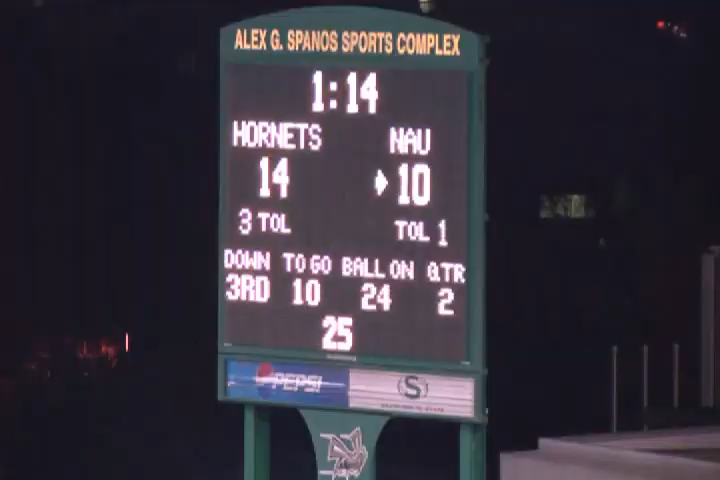 ALEX G. SPANOS SPORTS COMPLEX
1:14
HORNETS NAU
14 10
3 TOL TOL 1
DOWN TO GO BALL ON QTR
3RD 10 24 2
25
PEPSI S